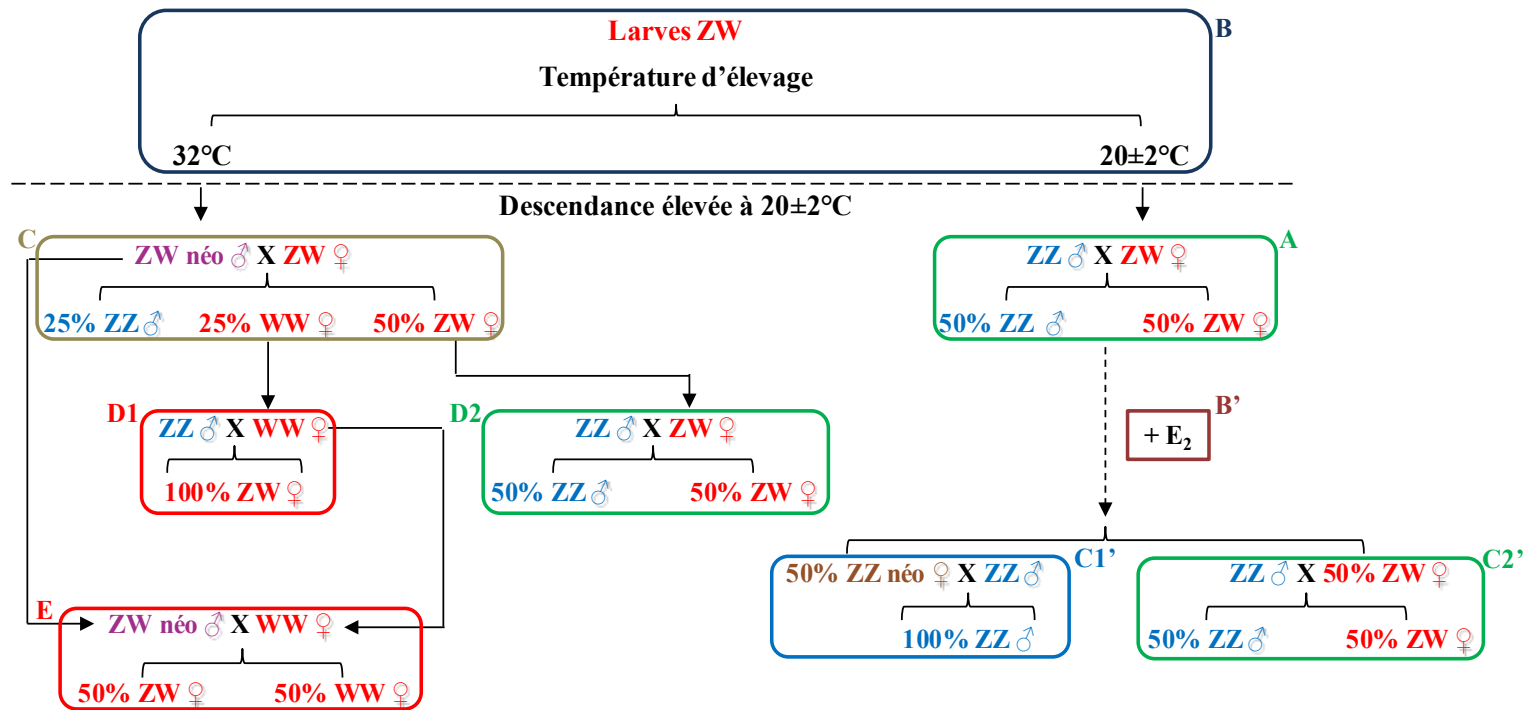 Larves ZW
B
Température d'élevage
32°C
20±2°C
Descendance élevée à 20±2°C
C
ZW néo ♂ X ZW ♀
25% ZZ ♂ 25% WW ♀ 50% ZW ♀
A
ZZ ♂ X ZW ♀
50% ZZ ♂ 50% ZW ♀
D1
ZZ ♂ X WW ♀
100% ZW ♀
D2
ZZ ♂ X ZW ♀
50% ZZ ♂ 50% ZW ♀
B'
+ E₂
C1'
50% ZZ néo ♀ X ZZ ♂
100% ZZ ♂
C2'
ZZ ♂ X 50% ZW ♀
50% ZZ ♂ 50% ZW ♀
E
ZW néo ♂ X WW ♀
50% ZW ♀ 50% WW ♀